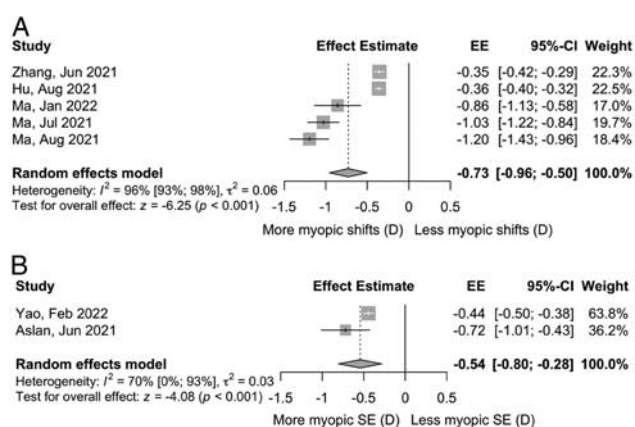 A
Study Effect Estimate EE 95%-CI Weight
Zhang, Jun 2021 -0.35 [-0.42; -0.29] 22.3%
Hu, Aug 2021 -0.36 [-0.40; -0.32] 22.5%
Ma, Jan 2022 -0.86 [-1.13; -0.58] 17.0%
Ma, Jul 2021 -1.03 [-1.22; -0.84] 19.7%
Ma, Aug 2021 -1.20 [-1.43; -0.96] 18.4%
Random effects model -0.73 [-0.96; -0.50] 100.0%
Heterogeneity: I² = 96% [93%; 98%], τ² = 0.06
Test for overall effect: z = -6.25 (p < 0.001) -1.5 -1 -0.5 0 0.5
More myopic shifts (D) Less myopic shifts (D)
B
Study Effect Estimate EE 95%-CI Weight
Yao, Feb 2022 -0.44 [-0.50; -0.38] 63.8%
Aslan, Jun 2021 -0.72 [-1.01; -0.43] 36.2%
Random effects model -0.54 [-0.80; -0.28] 100.0%
Heterogeneity: I² = 70% [0%; 93%], τ² = 0.03
Test for overall effect: z = -4.08 (p < 0.001) -1.5 -1 -0.5 0 0.5
More myopic SE (D) Less myopic SE (D)